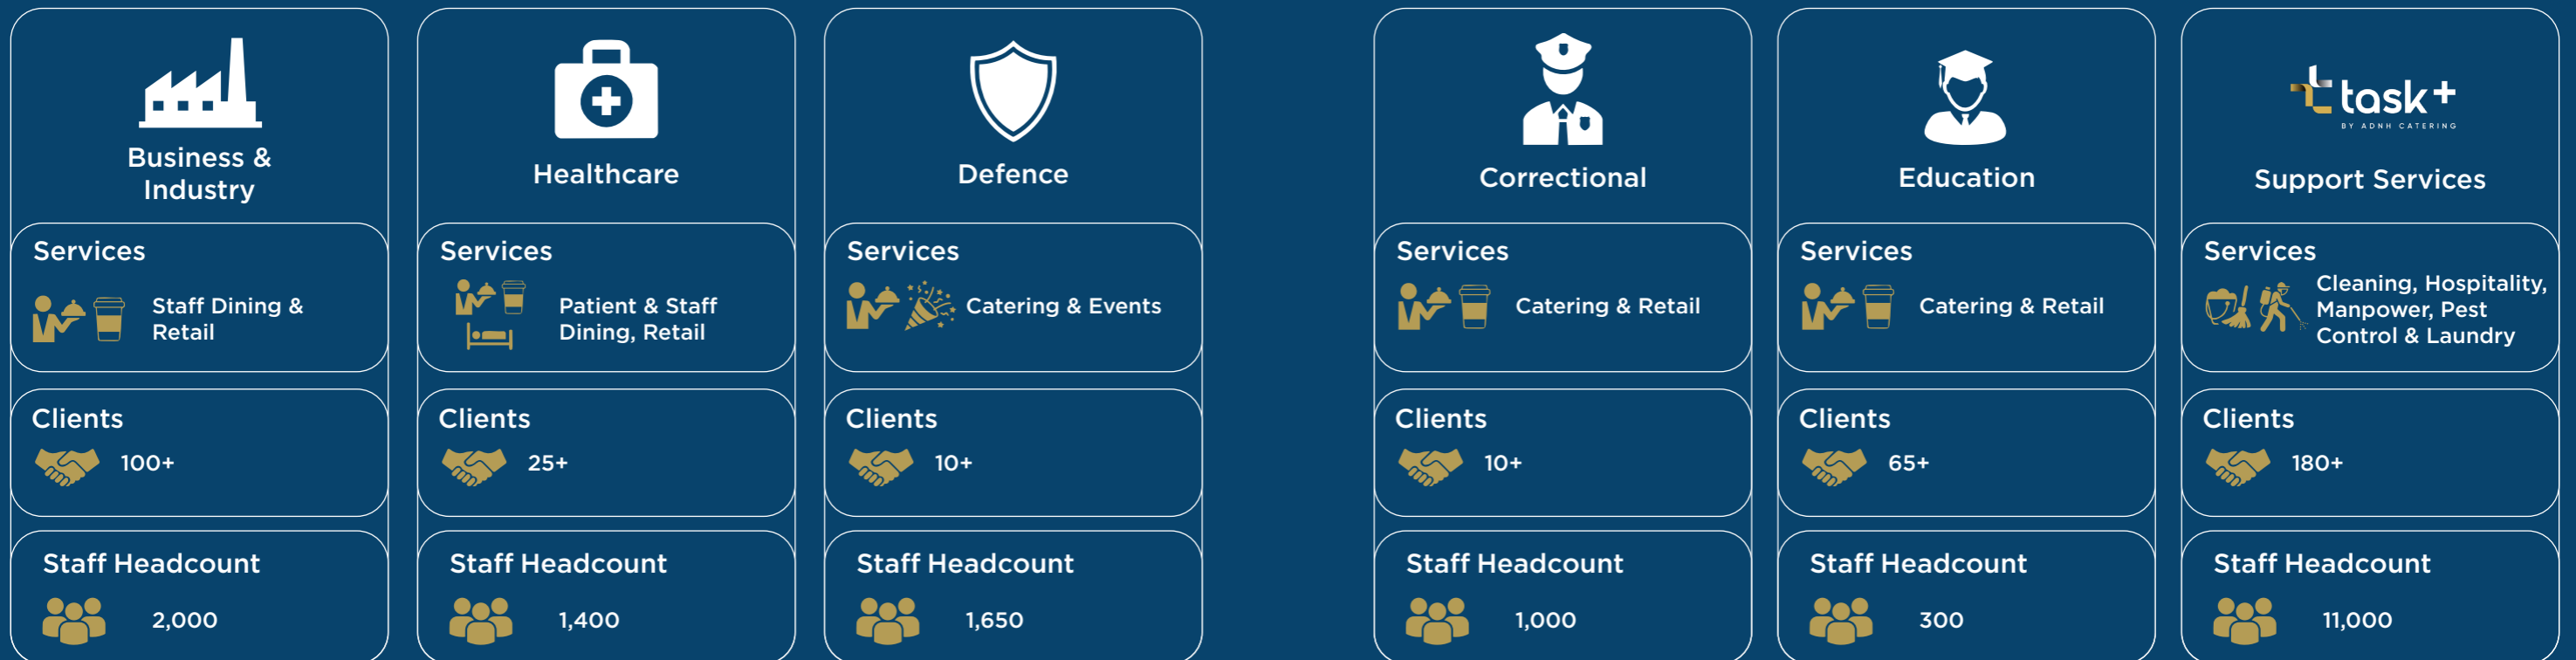 Business &
Industry
Services
Staff Dining &
Retail
Clients
100+
Staff Headcount
2,000
Healthcare
Services
Patient & Staff
Dining, Retail
Clients
25+
Staff Headcount
1,400
Defence
Services
Catering & Events
Clients
10+
Staff Headcount
1,650
Correctional
Services
Catering & Retail
Clients
10+
Staff Headcount
1,000
Education
Services
Catering & Retail
Clients
65+
Staff Headcount
300
task+
BY ADNH CATERING
Support Services
Services
Cleaning, Hospitality,
Manpower, Pest
Control & Laundry
Clients
180+
Staff Headcount
11,000